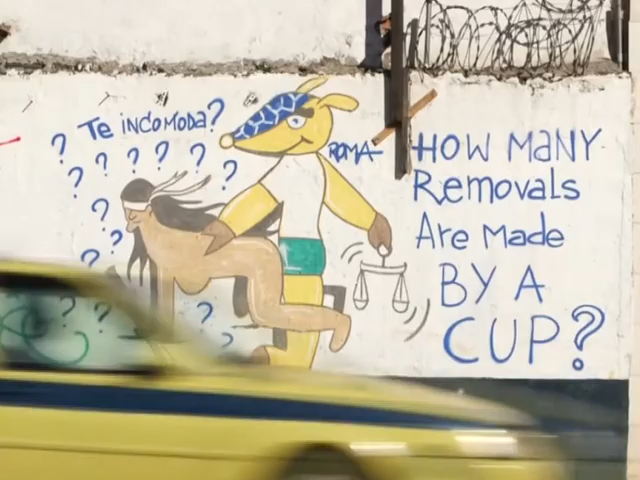 Te incomoda?
ROMA
HOW MANY
Removals
Are Made
BY A
CUP?